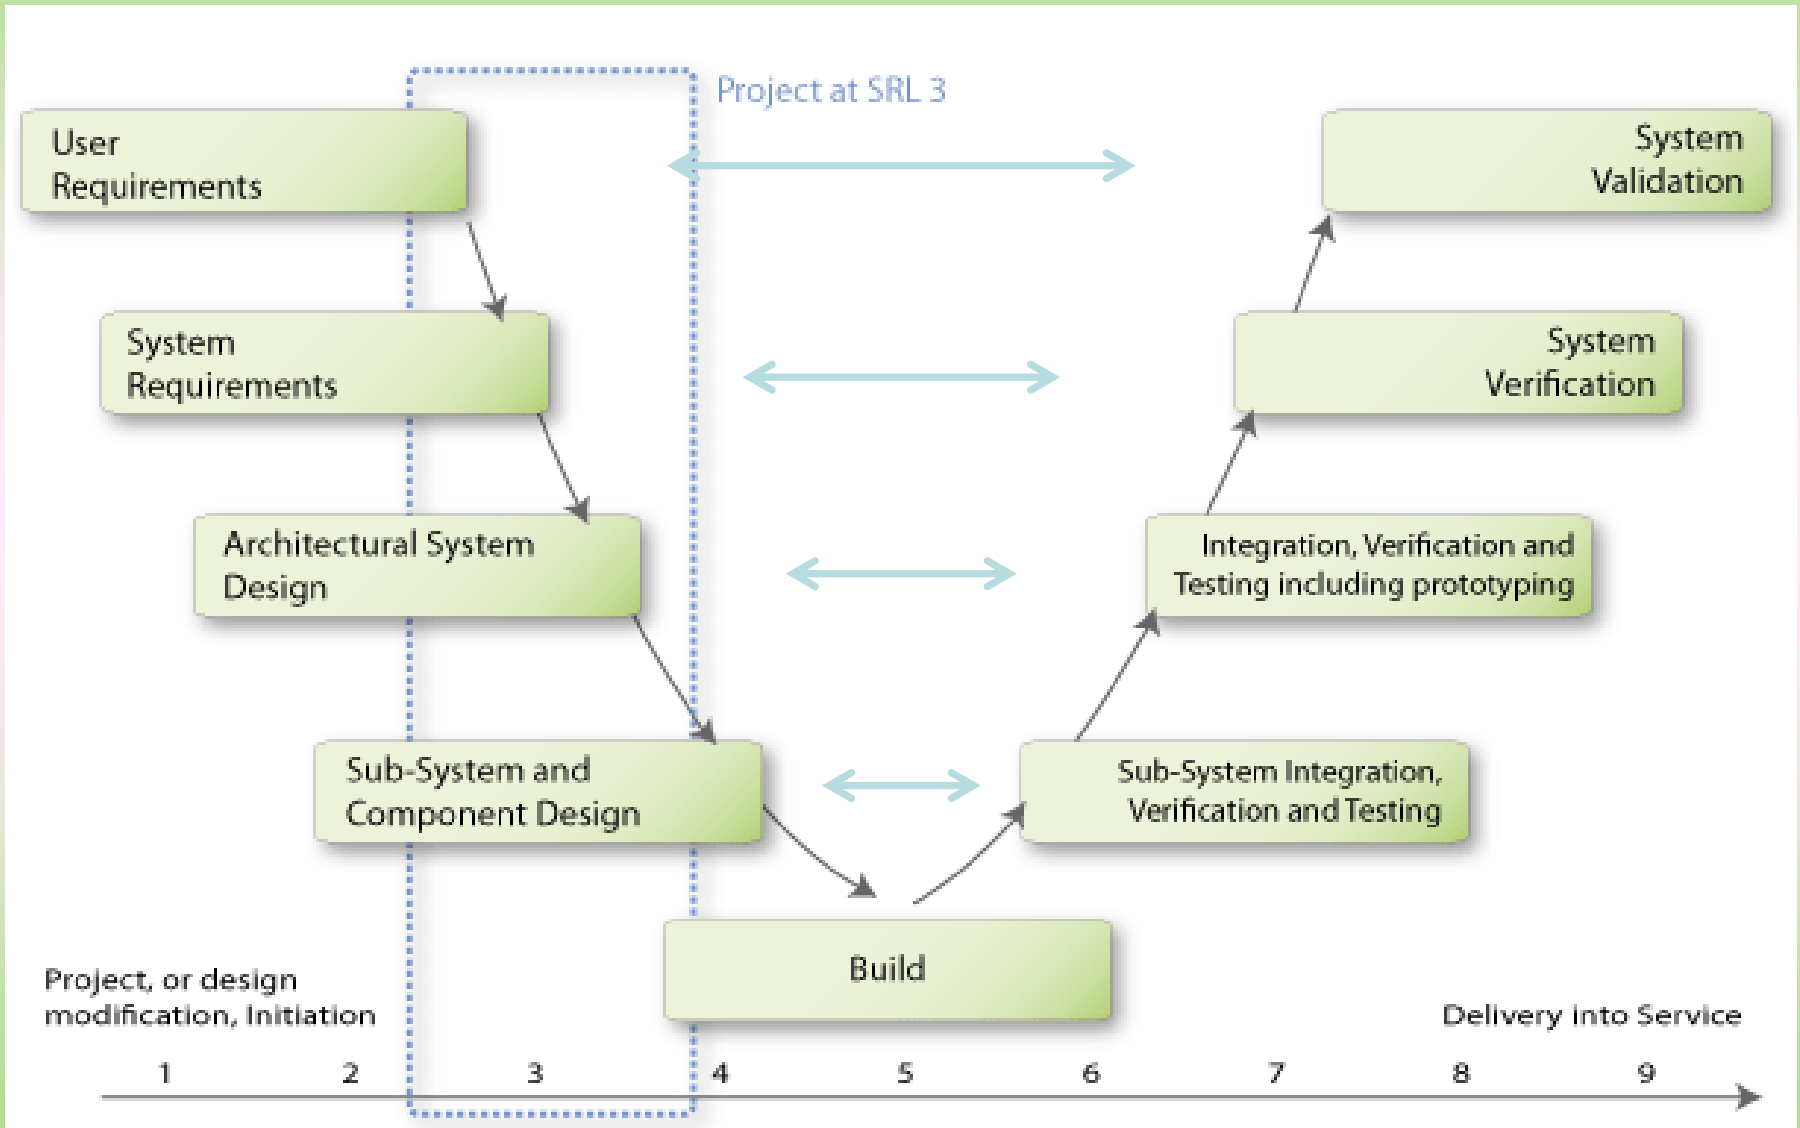 Project at SRL 3
User
Requirements
System
Validation
System
Requirements
System
Verification
Architectural System
Design
Integration, Verification and
Testing including prototyping
Sub-System and
Component Design
Sub-System Integration,
Verification and Testing
Build
Project, or design
modification, Initiation
Delivery into Service
1 2 3 4 5 6 7 8 9